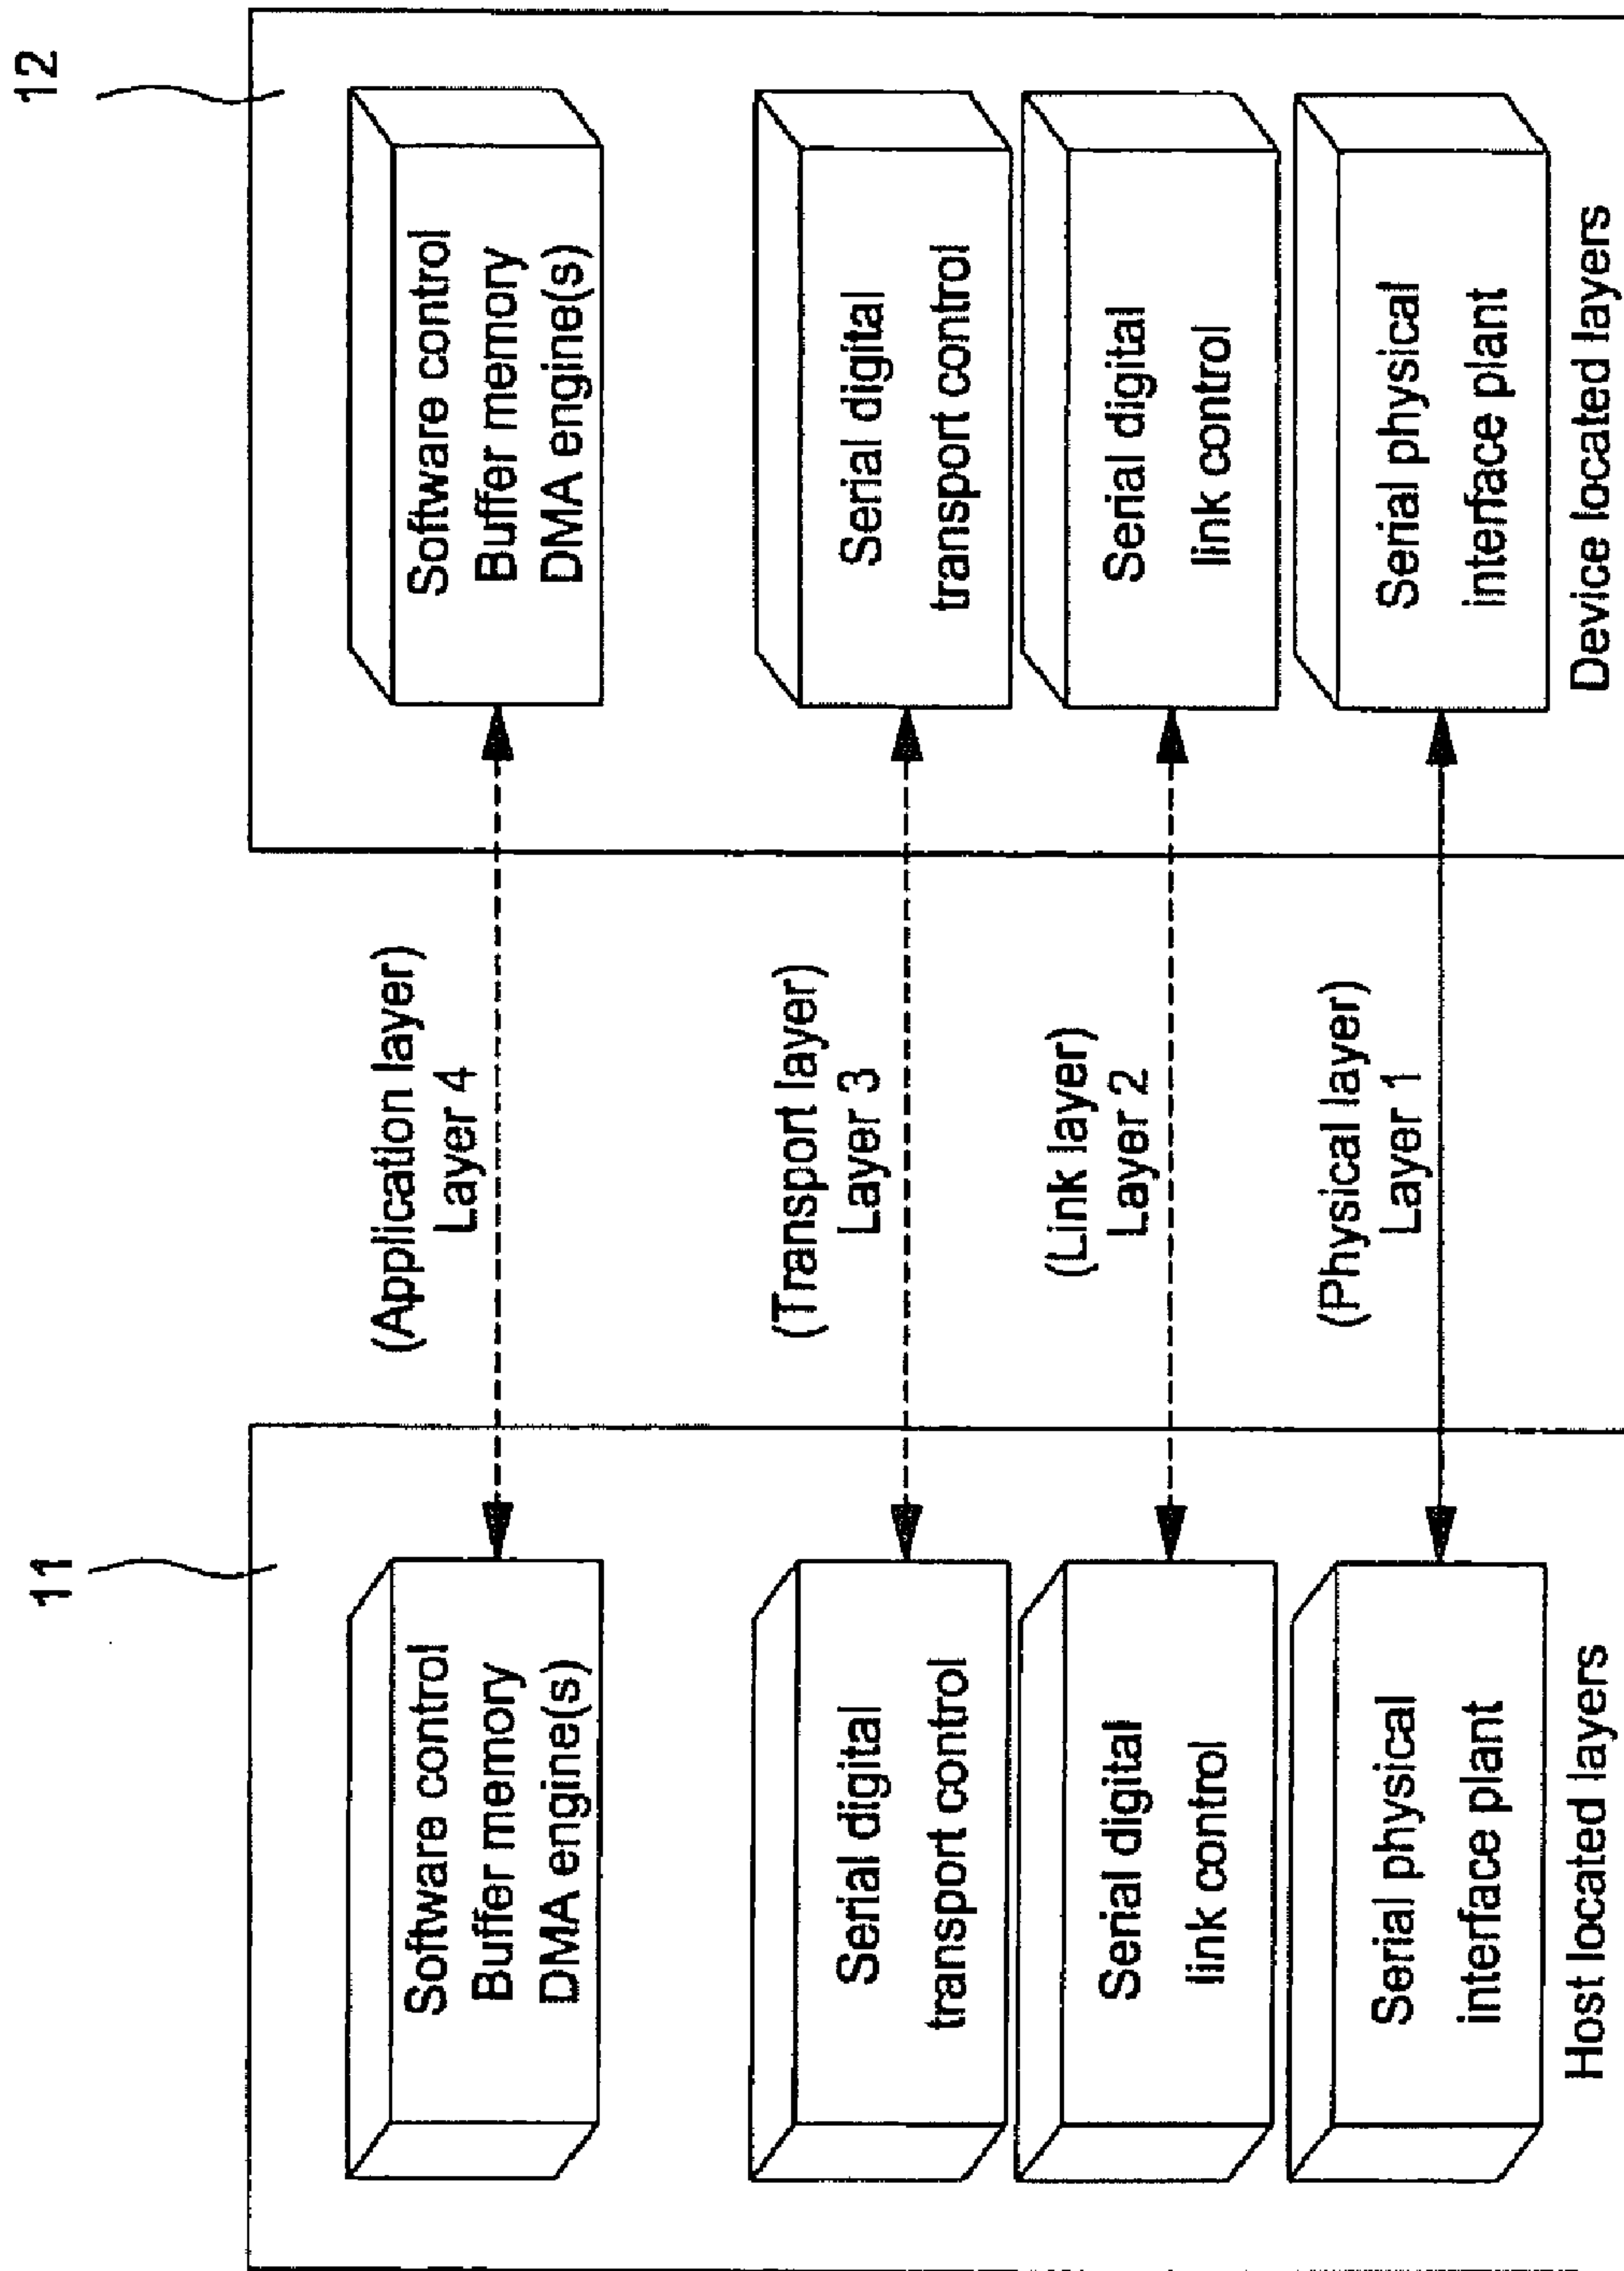 11
12
Software control
Buffer memory
DMA engine(s)
(Application layer)
Layer 4
Software control
Buffer memory
DMA engine(s)
Serial digital
transport control
(Transport layer)
Layer 3
Serial digital
transport control
Serial digital
link control
(Link layer)
Layer 2
Serial digital
link control
Serial physical
interface plant
(Physical layer)
Layer 1
Serial physical
interface plant
Host located layers
Device located layers